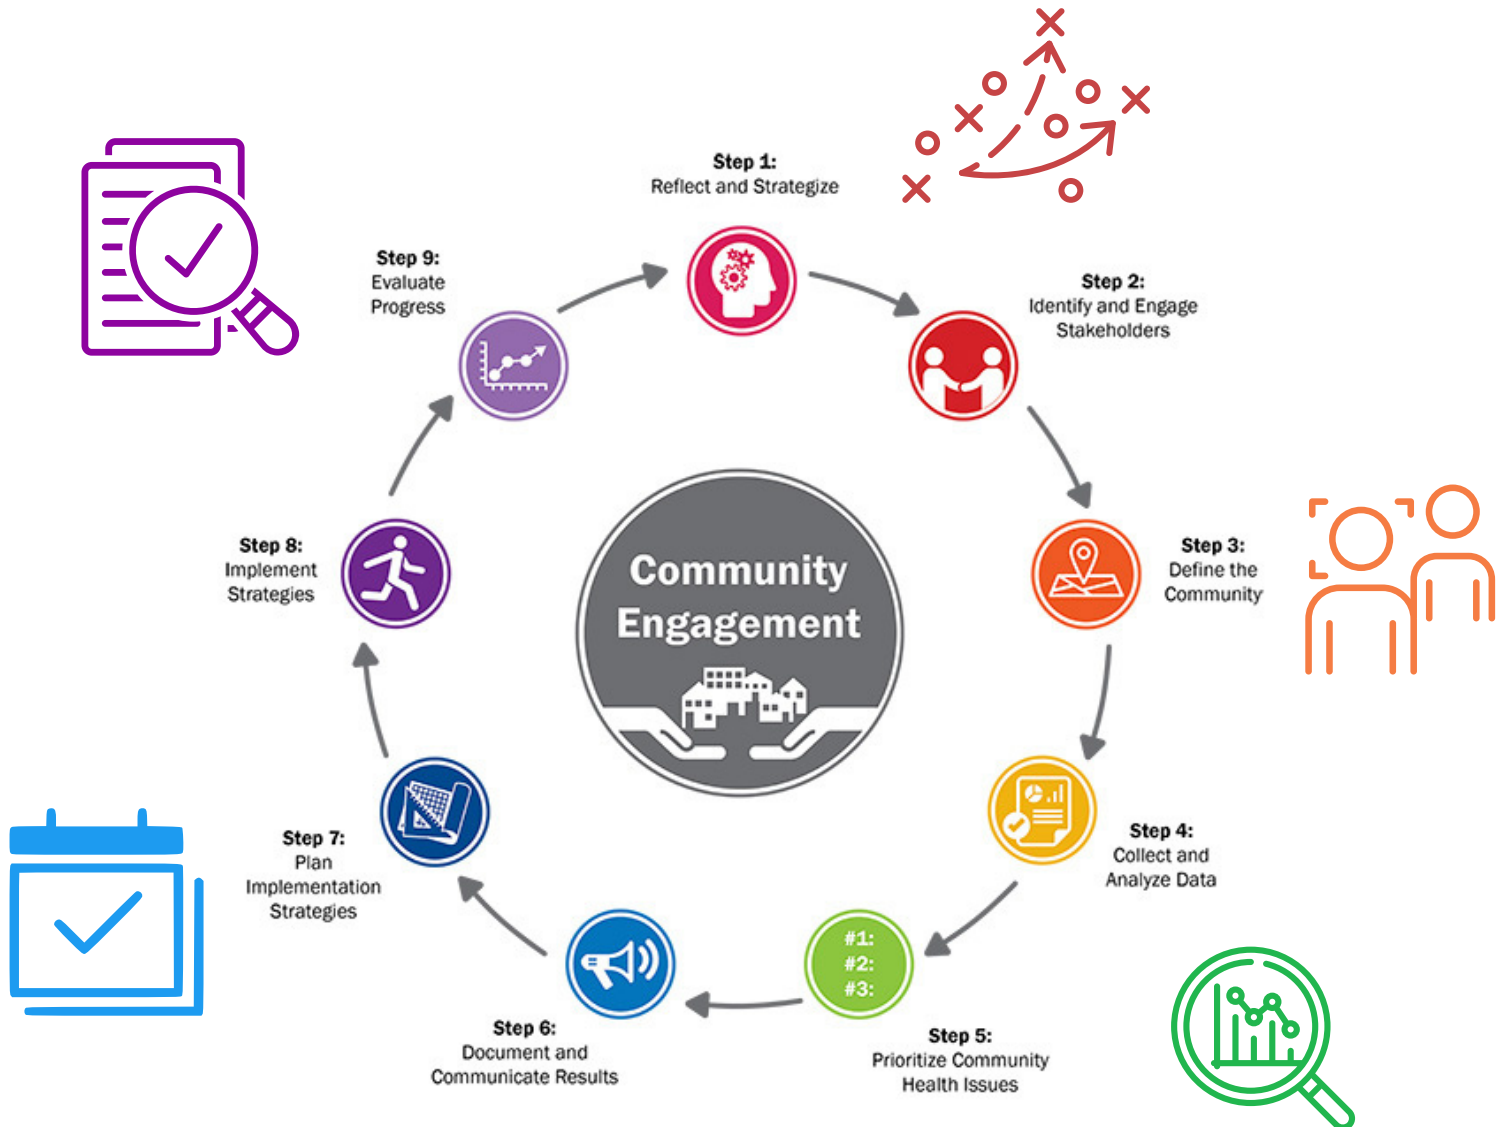 Step 1:
Reflect and Strategize
Step 2:
Identify and Engage
Stakeholders
Step 3:
Define the
Community
Step 4:
Collect and
Analyze Data
#1:
#2:
#3:
Step 5:
Prioritize Community
Health Issues
Step 6:
Document and
Communicate Results
Step 7:
Plan
Implementation
Strategies
Step 8:
Implement
Strategies
Step 9:
Evaluate
Progress
Community
Engagement